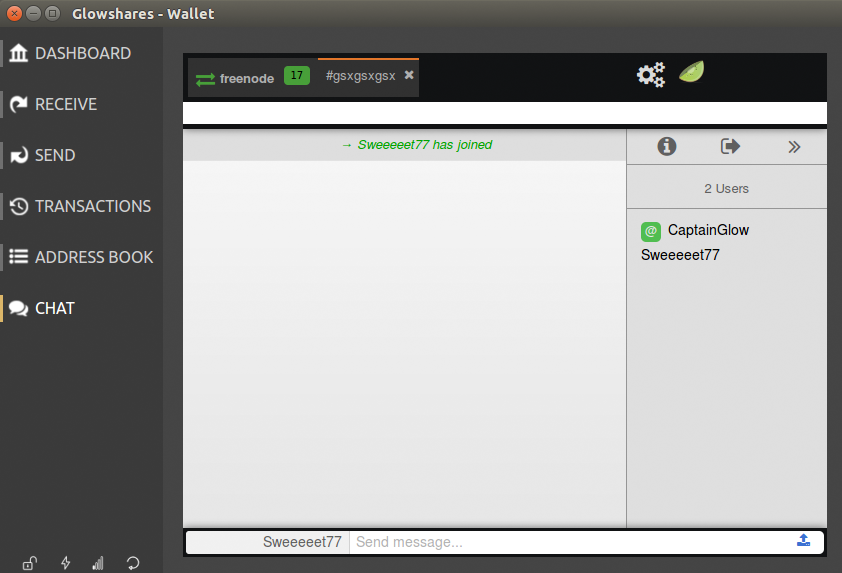 Glowshares - Wallet
DASHBOARD
RECEIVE
SEND
TRANSACTIONS
ADDRESS BOOK
CHAT
freenode 17 #gsxgsxgsx
→ Sweeeeet77 has joined
2 Users
@ CaptainGlow
Sweeeeet77
Sweeeeet77 Send message...